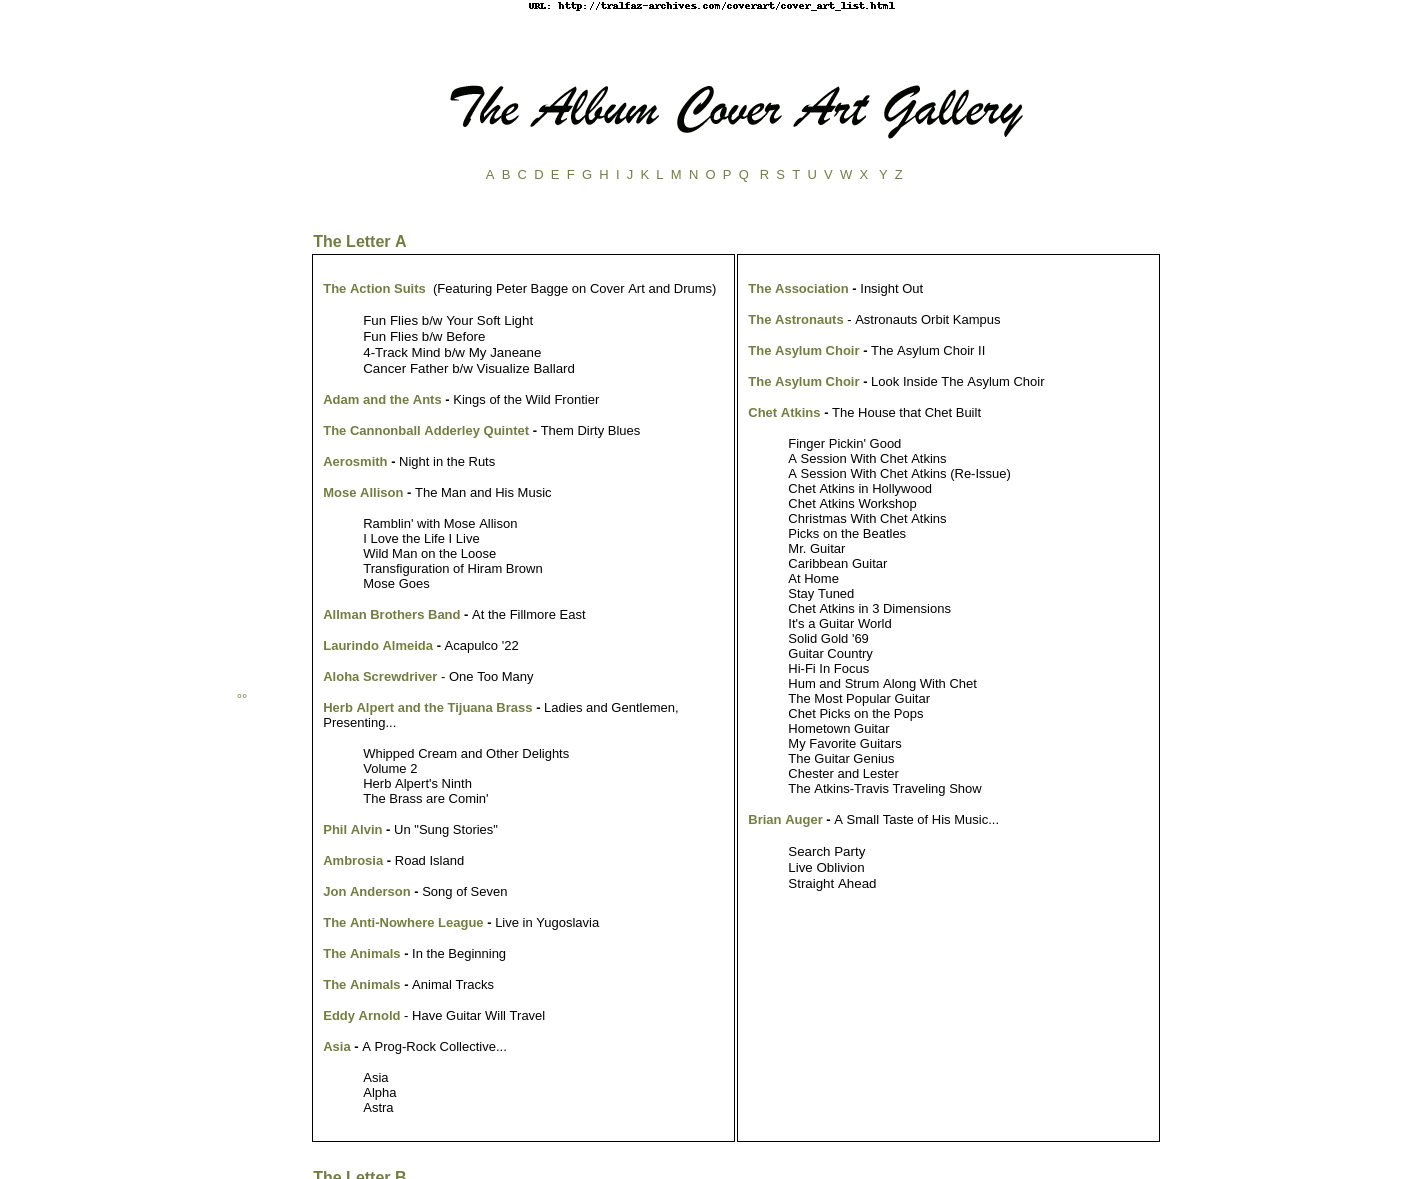 URL: http://tralfaz-archives.com/coverart/cover_art_list.html
The Album Cover Art Gallery
A B C D E F G H I J K L M N O P Q R S T U V W X Y Z
The Letter A
The Action Suits (Featuring Peter Bagge on Cover Art and Drums)
Fun Flies b/w Your Soft Light
Fun Flies b/w Before
4-Track Mind b/w My Janeane
Cancer Father b/w Visualize Ballard
Adam and the Ants - Kings of the Wild Frontier
The Cannonball Adderley Quintet - Them Dirty Blues
Aerosmith - Night in the Ruts
Mose Allison - The Man and His Music
Ramblin' with Mose Allison
I Love the Life I Live
Wild Man on the Loose
Transfiguration of Hiram Brown
Mose Goes
Allman Brothers Band - At the Fillmore East
Laurindo Almeida - Acapulco '22
Aloha Screwdriver - One Too Many
Herb Alpert and the Tijuana Brass - Ladies and Gentlemen,
Presenting...
Whipped Cream and Other Delights
Volume 2
Herb Alpert's Ninth
The Brass are Comin'
Phil Alvin - Un "Sung Stories"
Ambrosia - Road Island
Jon Anderson - Song of Seven
The Anti-Nowhere League - Live in Yugoslavia
The Animals - In the Beginning
The Animals - Animal Tracks
Eddy Arnold - Have Guitar Will Travel
Asia - A Prog-Rock Collective...
Asia
Alpha
Astra
The Association - Insight Out
The Astronauts - Astronauts Orbit Kampus
The Asylum Choir - The Asylum Choir II
The Asylum Choir - Look Inside The Asylum Choir
Chet Atkins - The House that Chet Built
Finger Pickin' Good
A Session With Chet Atkins
A Session With Chet Atkins (Re-Issue)
Chet Atkins in Hollywood
Chet Atkins Workshop
Christmas With Chet Atkins
Picks on the Beatles
Mr. Guitar
Caribbean Guitar
At Home
Stay Tuned
Chet Atkins in 3 Dimensions
It's a Guitar World
Solid Gold '69
Guitar Country
Hi-Fi In Focus
Hum and Strum Along With Chet
The Most Popular Guitar
Chet Picks on the Pops
Hometown Guitar
My Favorite Guitars
The Guitar Genius
Chester and Lester
The Atkins-Travis Traveling Show
Brian Auger - A Small Taste of His Music...
Search Party
Live Oblivion
Straight Ahead
°°
The Letter B